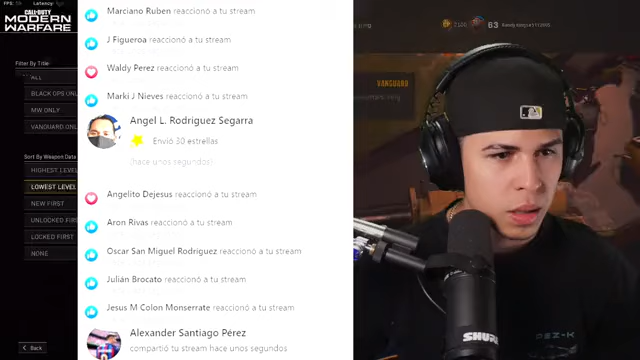 CALL OF DUTY
MODERN
WARFARE
Filter By Title
ALL
BLACK OPS ONL
MW ONLY
VANGUARD ONL
Sort By Weapon Data
HIGHEST LEVEL
LOWEST LEVEL
NEW FIRST
UNLOCKED FIRST
LOCKED FIRST
NONE
Back
Marciano Ruben reaccionó a tu stream
J Figueroa reaccionó a tu stream
Waldy Perez reaccionó a tu stream
Marki J Nieves reaccionó a tu stream
Angel L. Rodriguez Segarra
Envió 30 estrellas
(hace unos segundos)
Angelito Dejesus reaccionó a tu stream
Aron Rivas reaccionó a tu stream
Oscar San Miguel Rodríguez reaccionó a tu stream
Julián Brocato reaccionó a tu stream
Jesus M Colon Monserrate reaccionó a tu stream
Alexander Santiago Pérez
compartió tu stream hace unos segundos
63
VANGUARD
SHURE